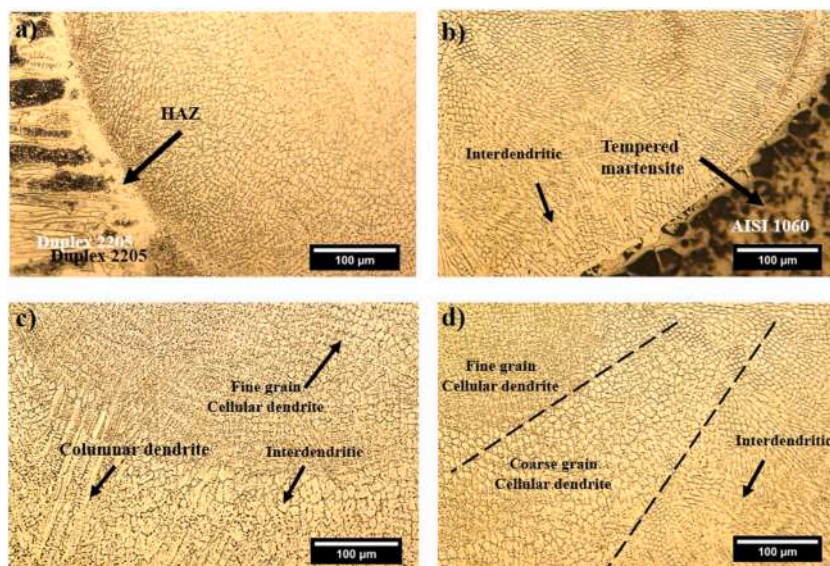 a)
HAZ
Duplex 2205
Duplex 2205
100 µm
b)
Interdendritic
Tempered
martensite
AISI 1060
100 µm
c)
Fine grain
Cellular dendrite
Columnar dendrite
Interdendritic
100 µm
d)
Fine grain
Cellular dendrite
Coarse grain
Cellular dendrite
Interdendritic
100 µm